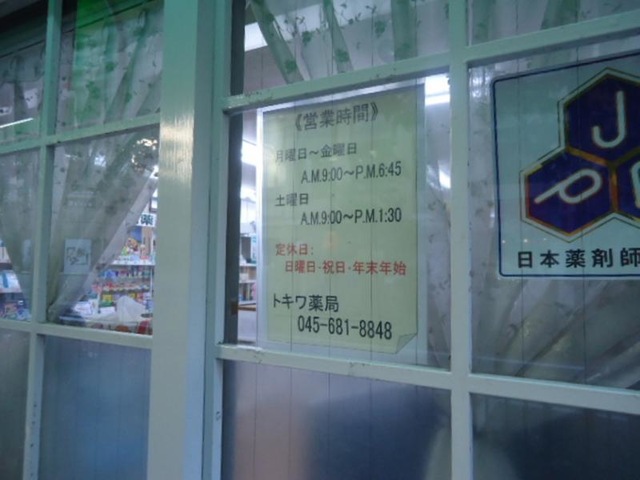 《営業時間》
月曜日～金曜日
A.M.9:00～P.M.6:45
土曜日
A.M.9:00～P.M.1:30
定休日:
日曜日・祝日・年末年始
トキワ薬局
045-681-8848
J
P
日本薬剤師
薬